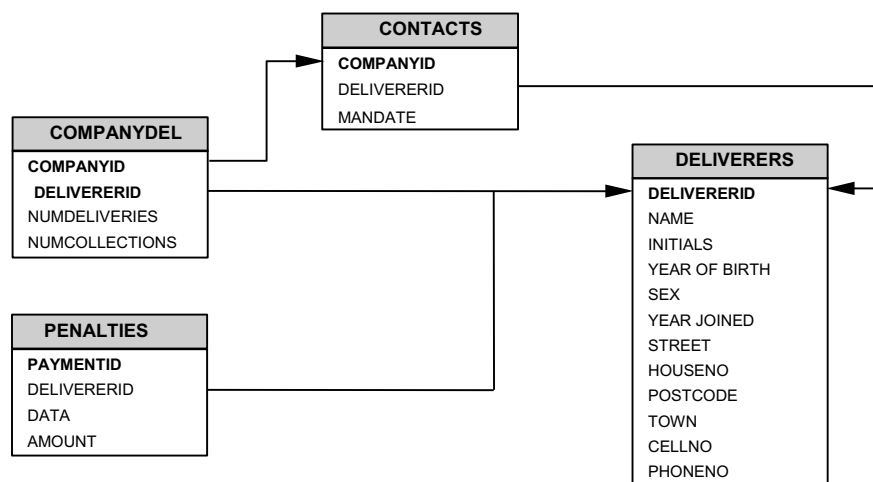 CONTACTS
COMPANYID
DELIVERERID
MANDATE
COMPANYDEL
COMPANYID
DELIVERERID
NUMDELIVERIES
NUMCOLLECTIONS
DELIVERERS
DELIVERERID
NAME
INITIALS
YEAR OF BIRTH
SEX
YEAR JOINED
STREET
HOUSENO
POSTCODE
TOWN
CELLNO
PHONENO
PENALTIES
PAYMENTID
DELIVERERID
DATA
AMOUNT